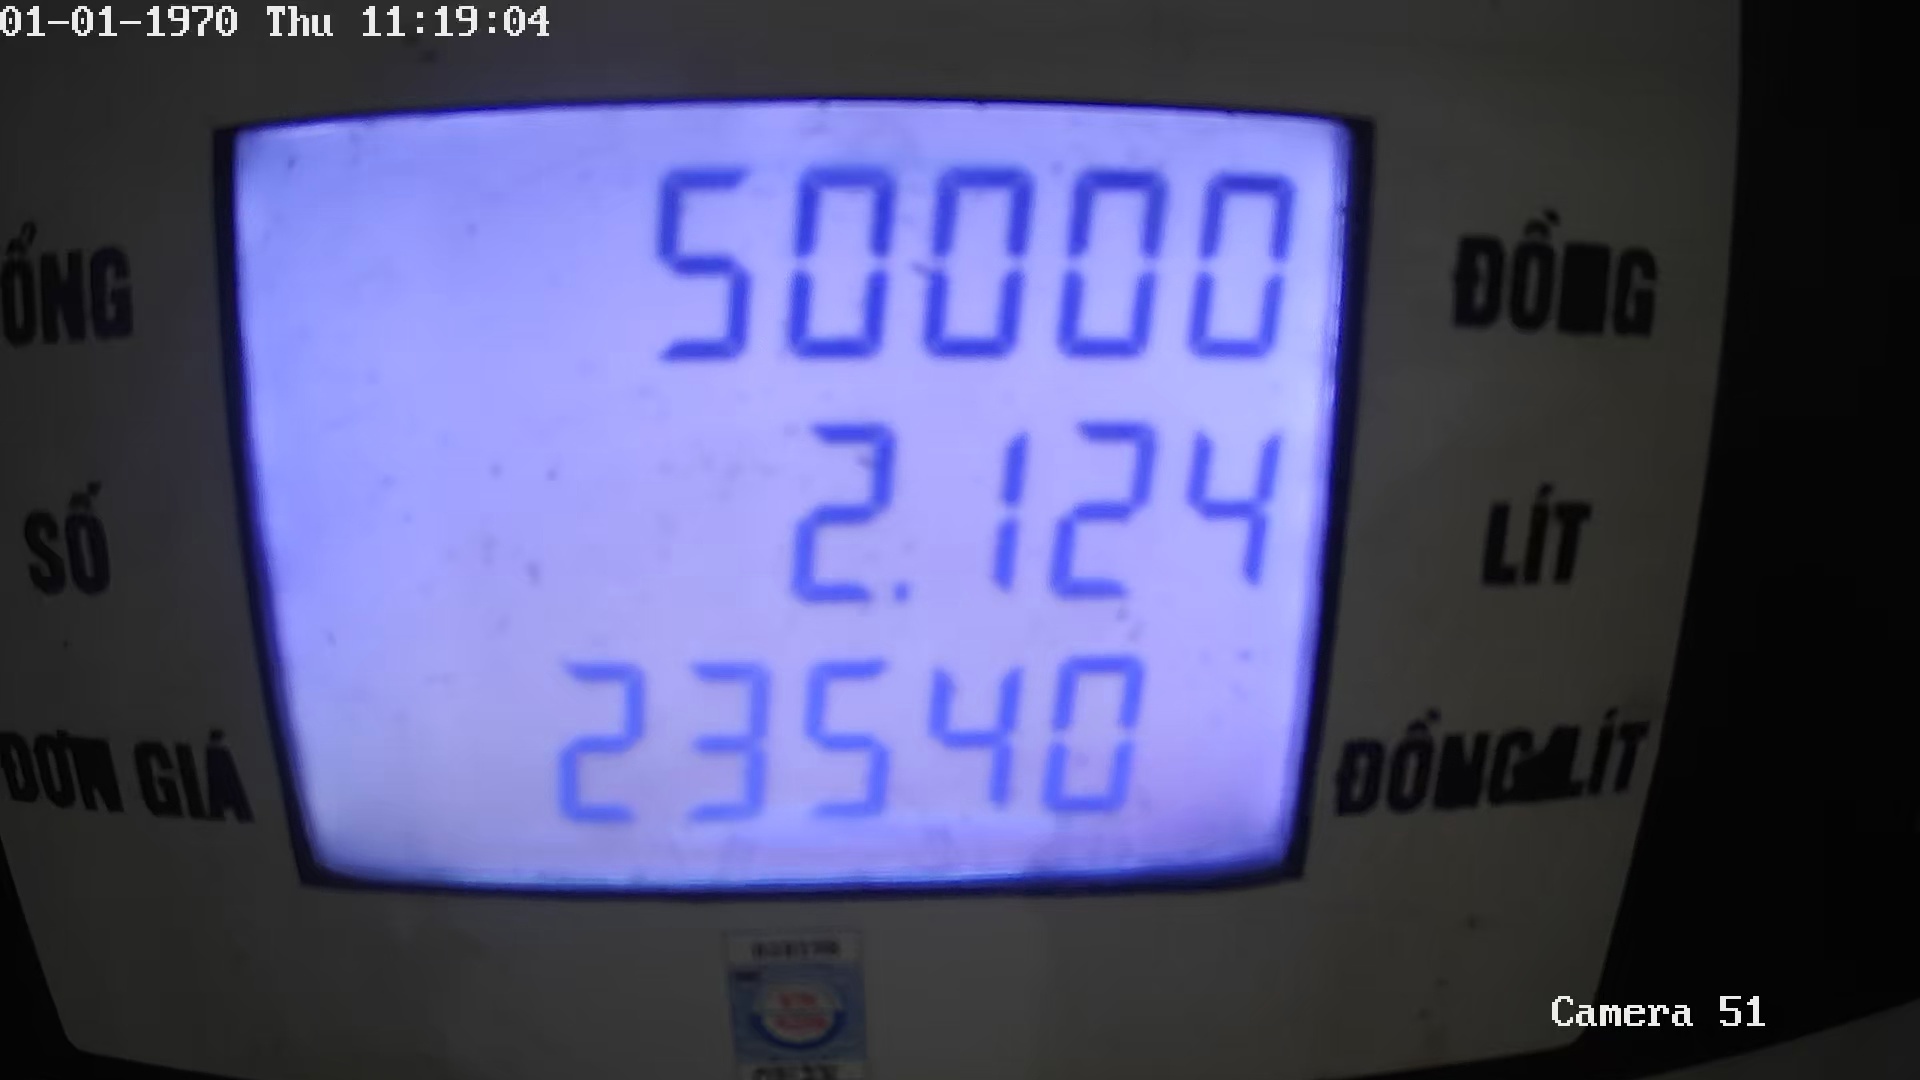 01-01-1970 Thu 11:19:04
50000 ĐỒNG
SỐ 2.124 LÍT
ĐƠN GIÁ 23540 ĐỒNG/LÍT
Camera 51